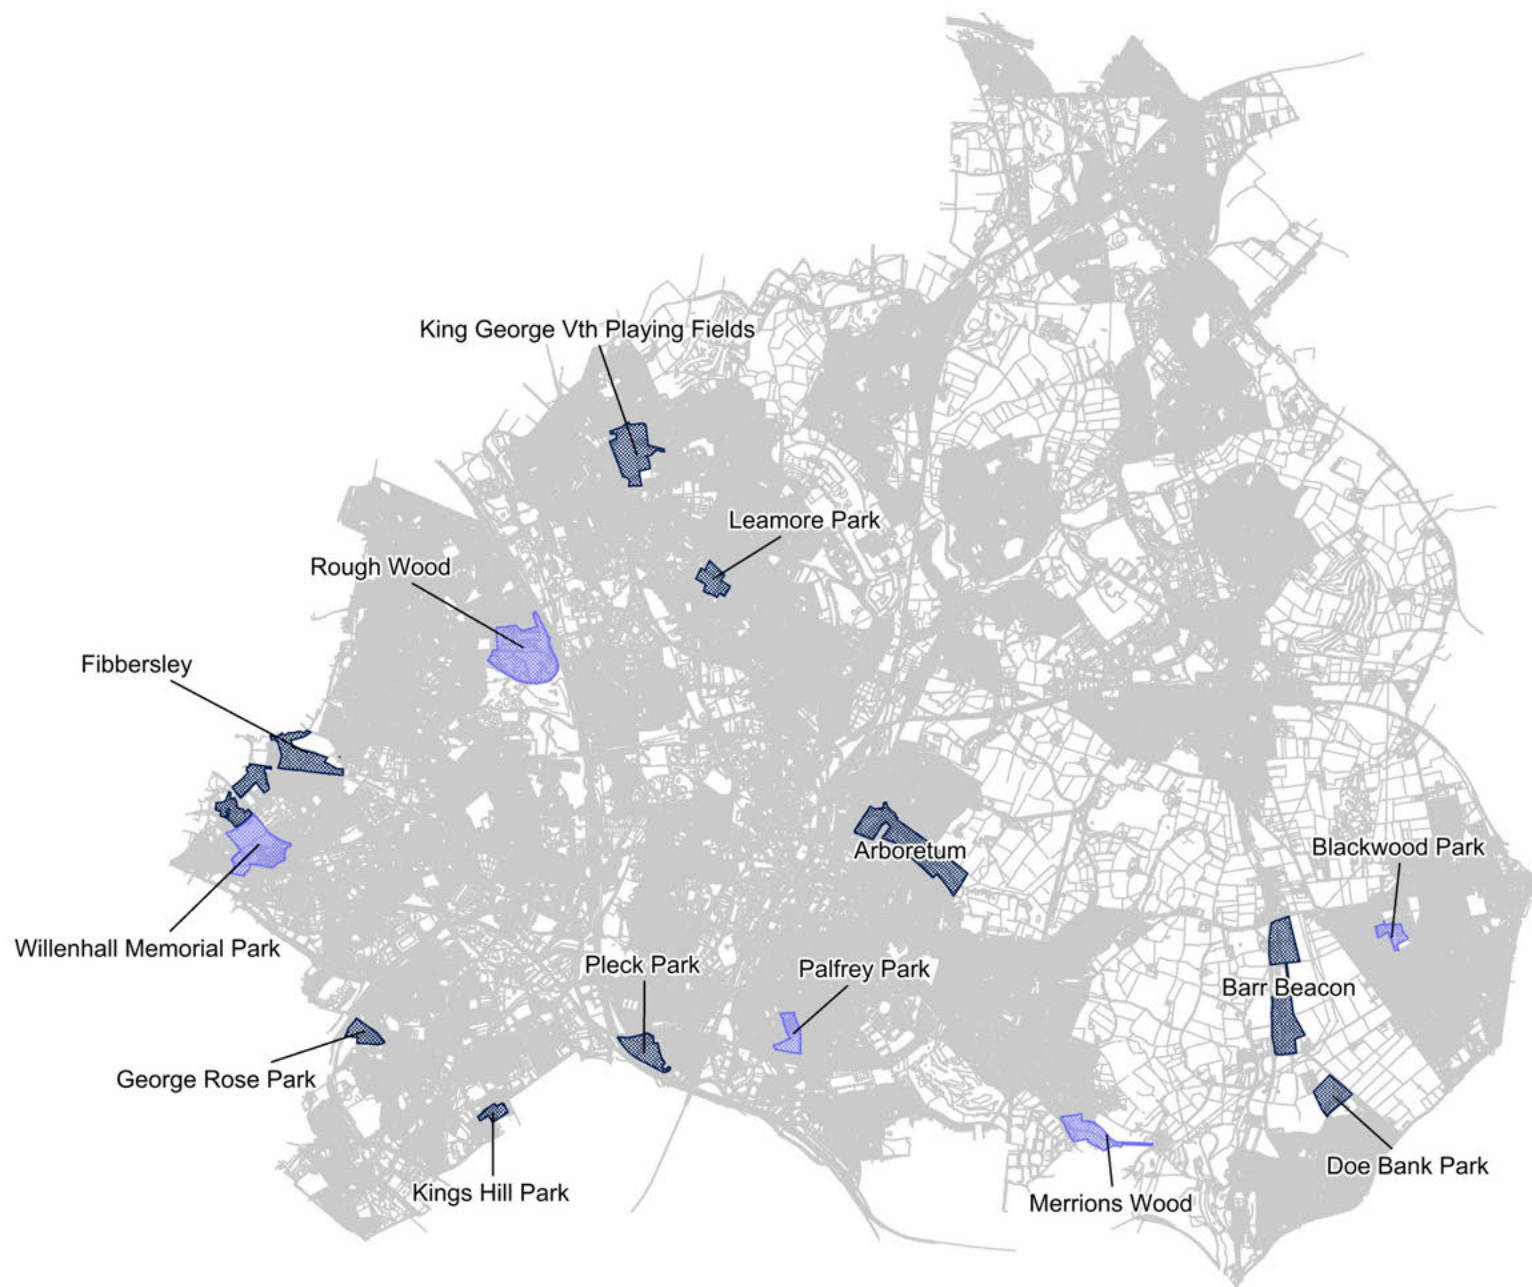 King George Vth Playing Fields
Leamore Park
Rough Wood
Fibbersley
Arboretum
Blackwood Park
Willenhall Memorial Park
Pleck Park
Palfrey Park
Barr Beacon
George Rose Park
Doe Bank Park
Kings Hill Park
Merrions Wood